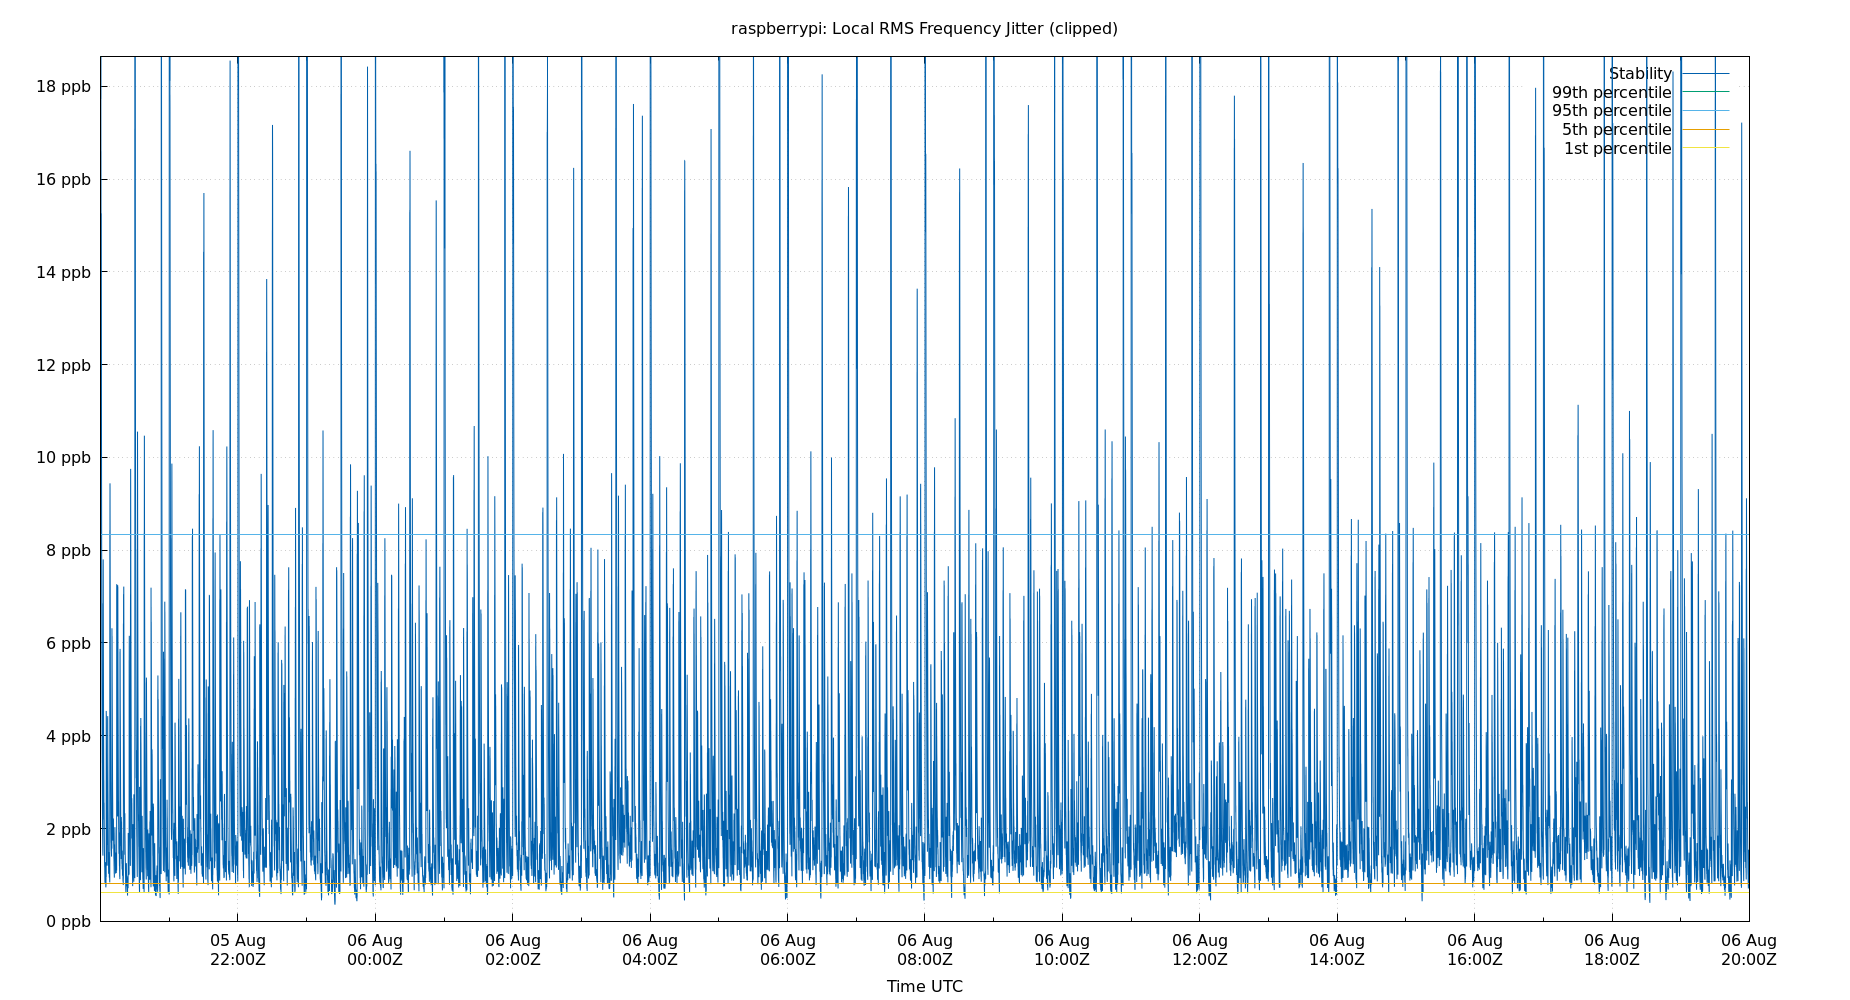 raspberrypi: Local RMS Frequency Jitter (clipped)
Stability
99th percentile
95th percentile
5th percentile
1st percentile
18 ppb
16 ppb
14 ppb
12 ppb
10 ppb
8 ppb
6 ppb
4 ppb
2 ppb
0 ppb
05 Aug 06 Aug 06 Aug 06 Aug 06 Aug 06 Aug 06 Aug 06 Aug 06 Aug 06 Aug 06 Aug 06 Aug
22:00Z 00:00Z 02:00Z 04:00Z 06:00Z 08:00Z 10:00Z 12:00Z 14:00Z 16:00Z 18:00Z 20:00Z
Time UTC